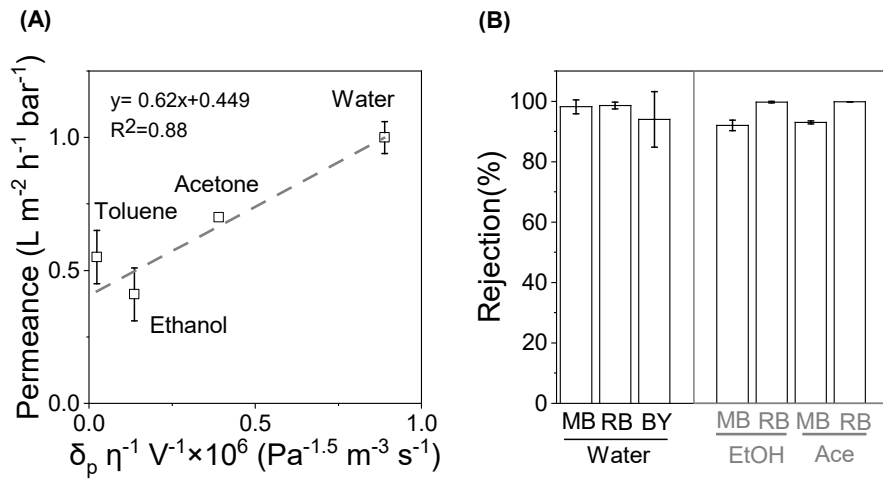 (A)
Permeance (L m⁻² h⁻¹ bar⁻¹)
1.0
0.5
0.0
y= 0.62x+0.449
R²=0.88
Water
Acetone
Toluene
Ethanol
0.0 0.5 1.0
δₚ η⁻¹ V⁻¹×10⁶ (Pa⁻¹·⁵ m⁻³ s⁻¹)
(B)
Rejection(%)
100
80
60
40
20
0
MB RB BY MB RB MB RB
Water EtOH Ace